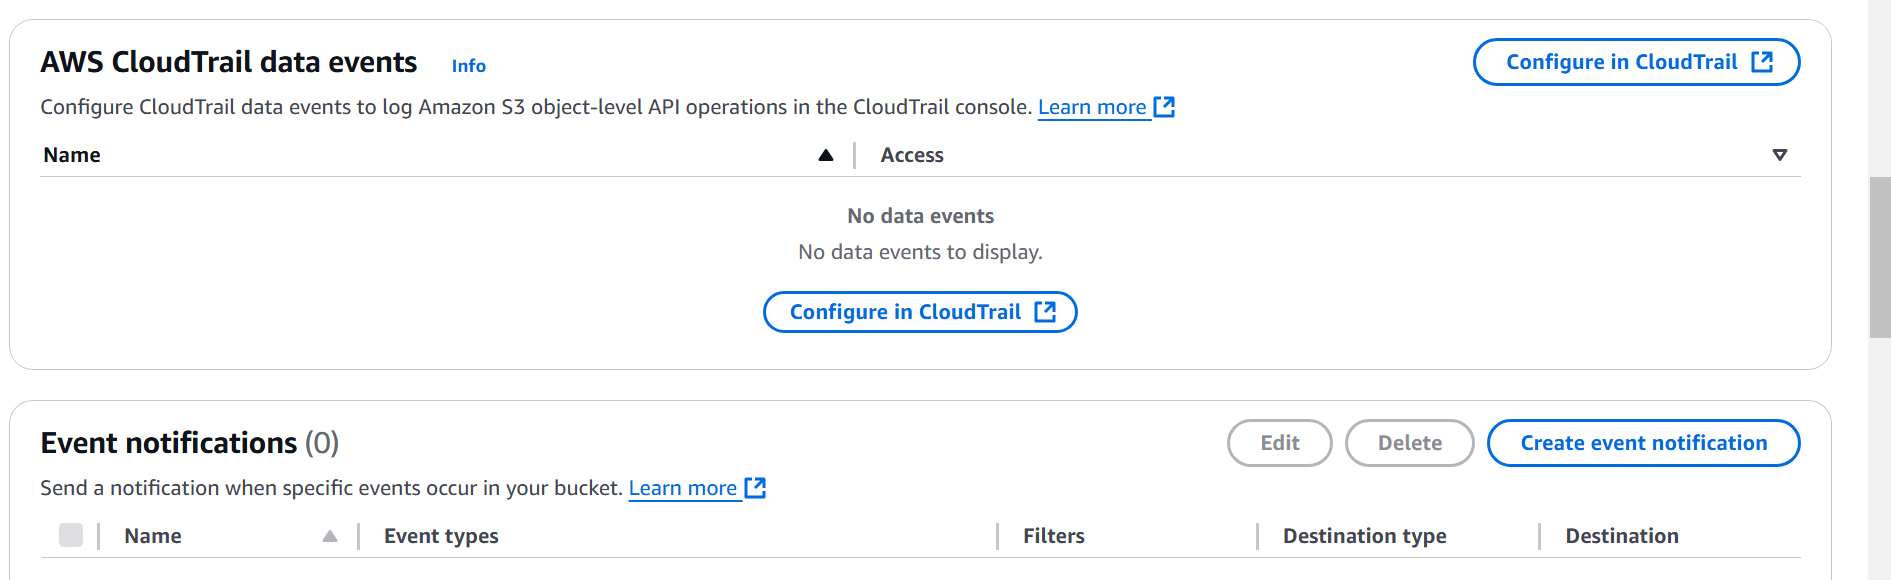 AWS CloudTrail data events Info
Configure in CloudTrail
Configure CloudTrail data events to log Amazon S3 object-level API operations in the CloudTrail console. Learn more
Name Access
No data events
No data events to display.
Configure in CloudTrail
Event notifications (0)
Edit Delete Create event notification
Send a notification when specific events occur in your bucket. Learn more
Name Event types Filters Destination type Destination